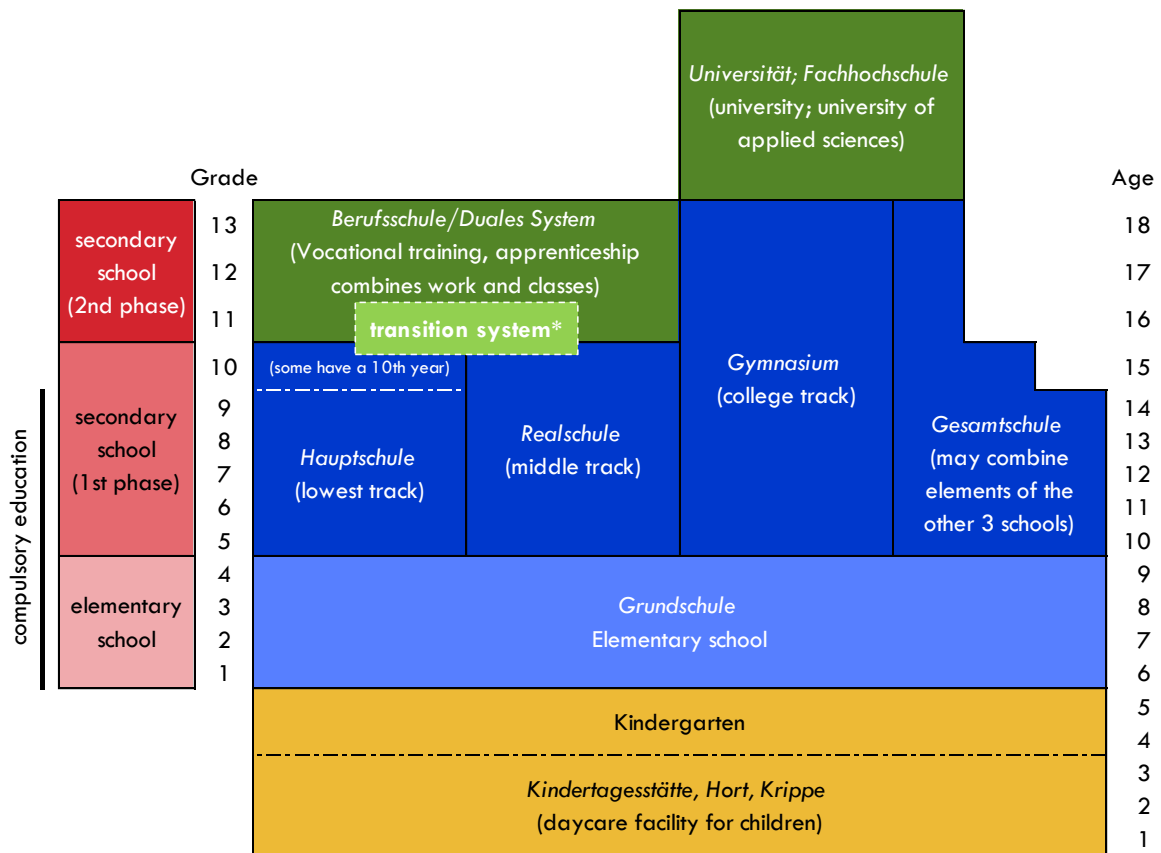 Universität; Fachhochschule
(university; university of
applied sciences)
Grade
Age
secondary
school
(2nd phase)
13
12
11
Berufsschule/Duales System
(Vocational training, apprenticeship
combines work and classes)
transition system*
18
17
16
compulsory education
secondary
school
(1st phase)
10
9
8
7
6
5
(some have a 10th year)
Hauptschule
(lowest track)
Realschule
(middle track)
Gymnasium
(college track)
Gesamtschule
(may combine
elements of the
other 3 schools)
15
14
13
12
11
10
elementary
school
4
3
2
1
Grundschule
Elementary school
9
8
7
6
Kindergarten
5
4
Kindertagesstätte, Hort, Krippe
(daycare facility for children)
3
2
1